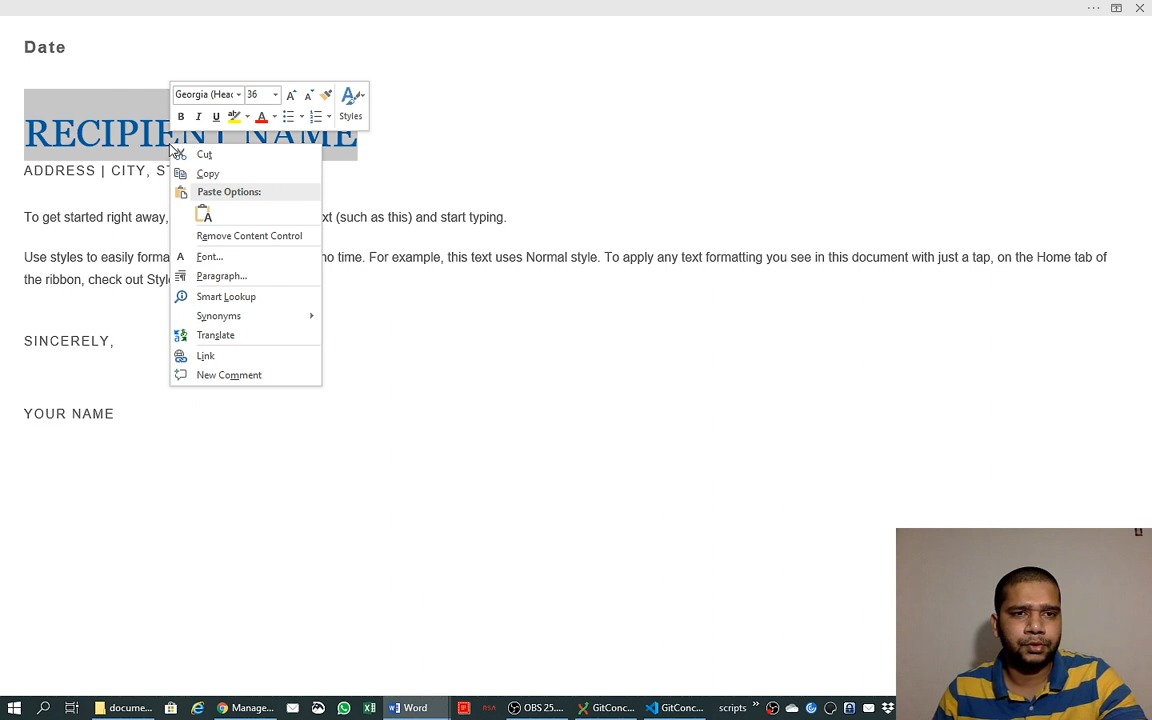 Date
Georgia (Head 36
B I U ab A Styles
RECIPIENT NAME
ADDRESS | CITY, ST
Cut
Copy
Paste Options:
To get started right away, xt (such as this) and start typing.
Remove Content Control
Use styles to easily forma no time. For example, this text uses Normal style. To apply any text formatting you see in this document with just a tap, on the Home tab of
Font...
the ribbon, check out Style
Paragraph...
Smart Lookup
Synonyms
Translate
SINCERELY,
Link
New Comment
YOUR NAME
docume... Manage... Word RSA OBS 25.... GitConc... GitConc... scripts